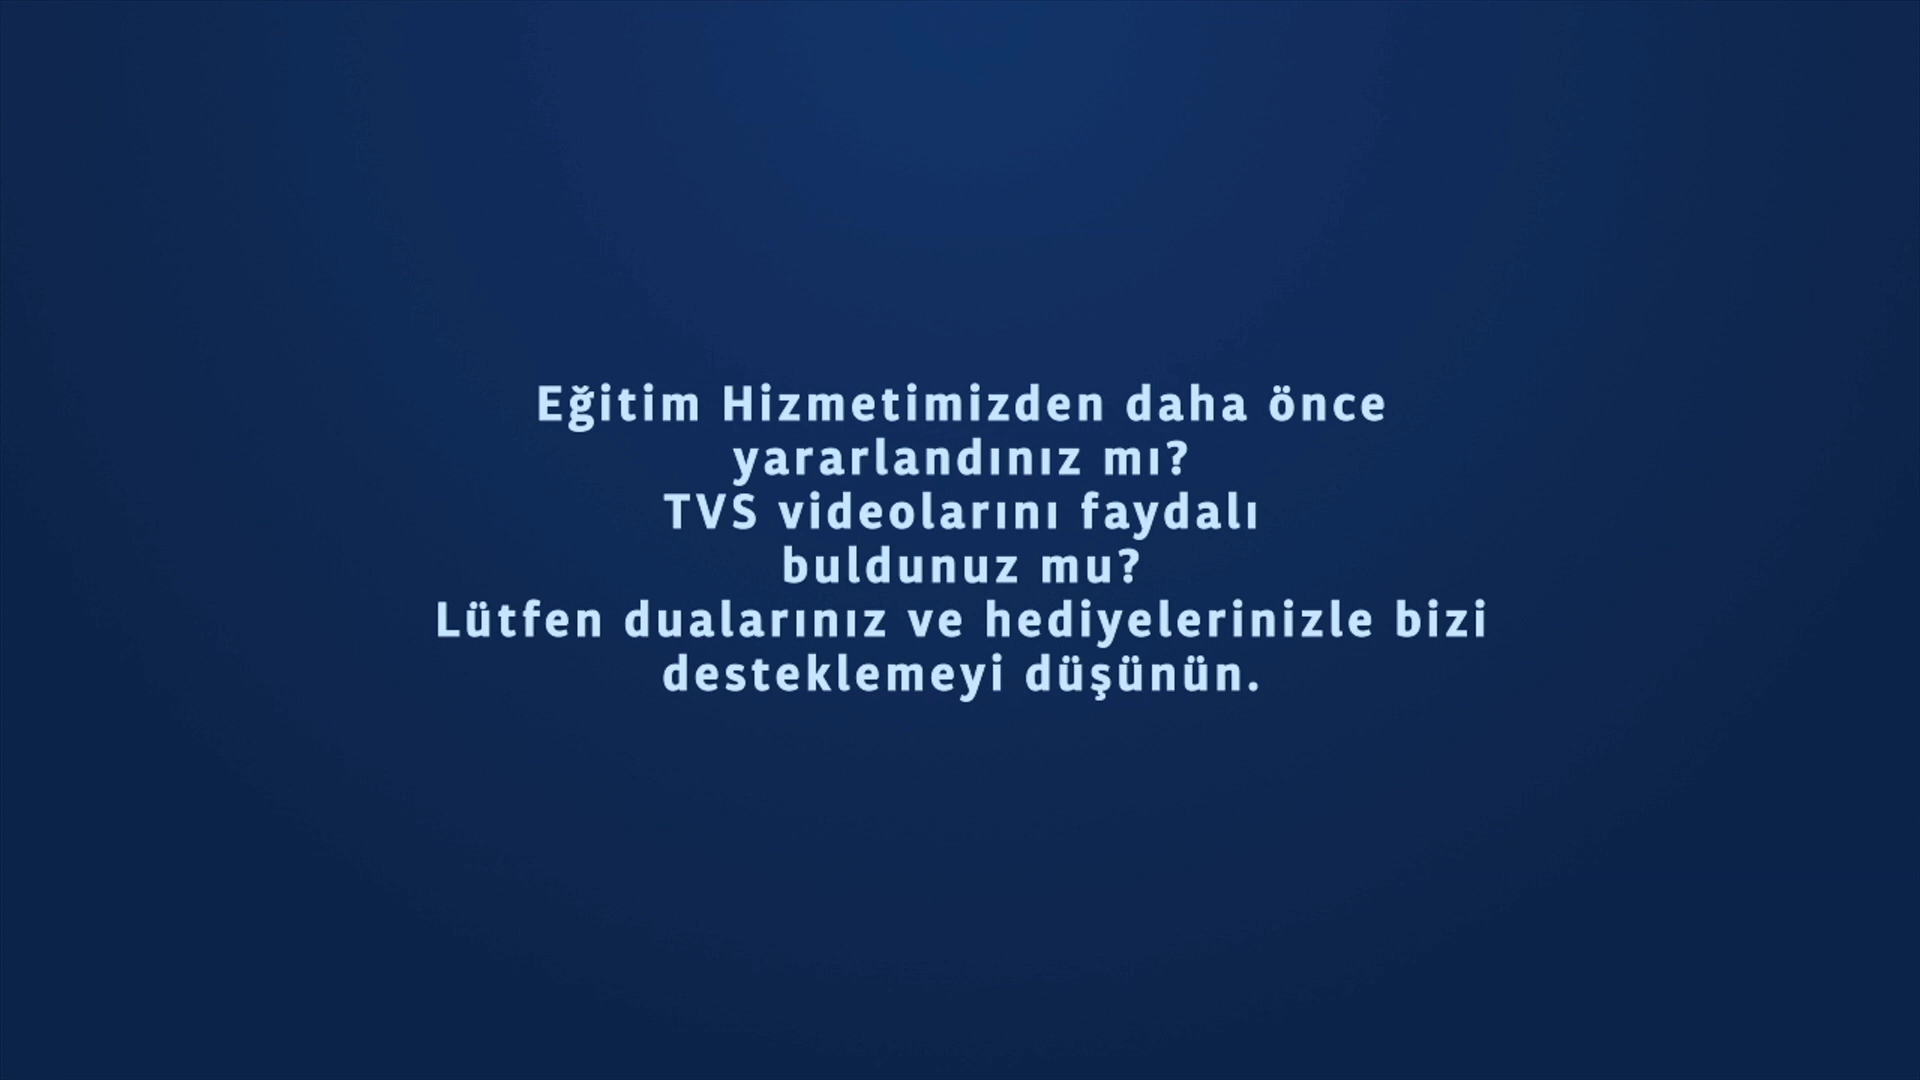 Eğitim Hizmetimizden daha önce
yararlandınız mı?
TVS videolarını faydalı
buldunuz mu?
Lütfen dualarınız ve hediyelerinizle bizi
desteklemeyi düşünün.